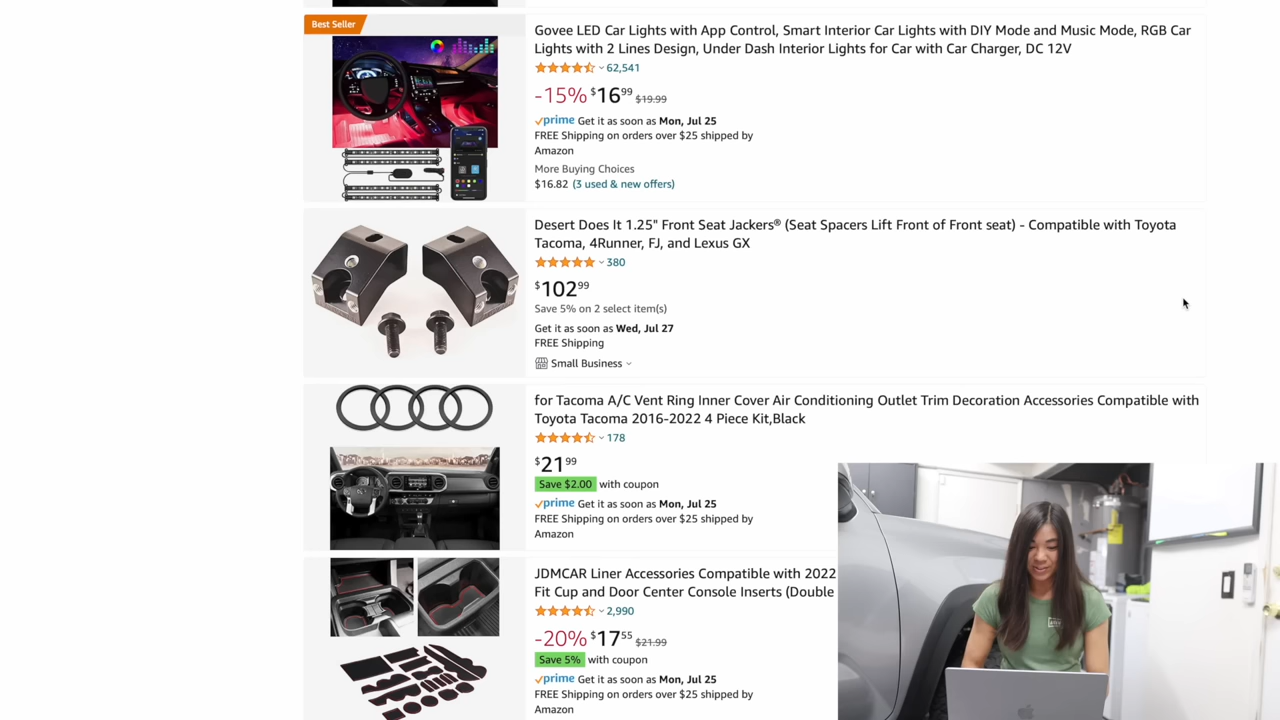 Best Seller
Govee LED Car Lights with App Control, Smart Interior Car Lights with DIY Mode and Music Mode, RGB Car
Lights with 2 Lines Design, Under Dash Interior Lights for Car with Car Charger, DC 12V
62,541
-15% $16 99 $19.99
prime Get it as soon as Mon, Jul 25
FREE Shipping on orders over $25 shipped by
Amazon
More Buying Choices
$16.82 (3 used & new offers)
Desert Does It 1.25" Front Seat Jackers® (Seat Spacers Lift Front of Front seat) - Compatible with Toyota
Tacoma, 4Runner, FJ, and Lexus GX
380
$102 99
Save 5% on 2 select item(s)
Get it as soon as Wed, Jul 27
FREE Shipping
Small Business
for Tacoma A/C Vent Ring Inner Cover Air Conditioning Outlet Trim Decoration Accessories Compatible with
Toyota Tacoma 2016-2022 4 Piece Kit,Black
178
$21 99
Save $2.00 with coupon
prime Get it as soon as Mon, Jul 25
FREE Shipping on orders over $25 shipped by
Amazon
JDMCAR Liner Accessories Compatible with 2022
Fit Cup and Door Center Console Inserts (Double
2,990
-20% $17 55 $21.99
Save 5% with coupon
prime Get it as soon as Mon, Jul 25
FREE Shipping on orders over $25 shipped by
Amazon